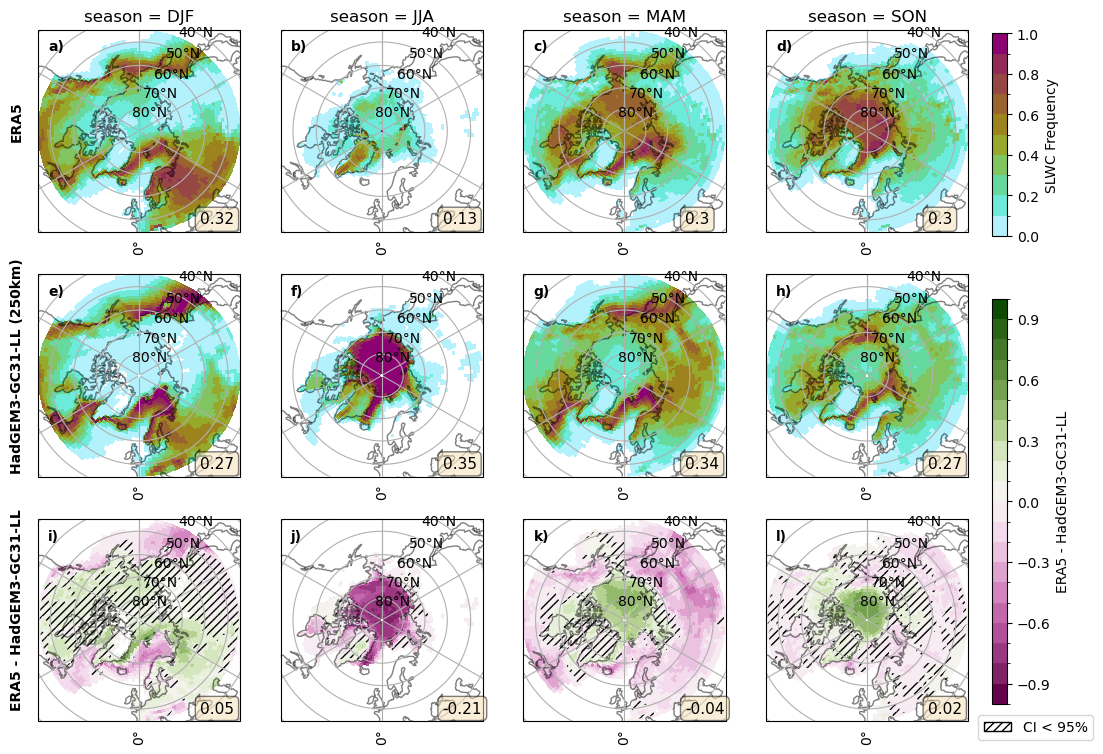 season = DJF
season = JJA
season = MAM
season = SON
ERA5
a)
40°N
50°N
60°N
70°N
80°N
0.32
0°
b)
40°N
50°N
60°N
70°N
80°N
0.13
0°
c)
40°N
50°N
60°N
70°N
80°N
0.3
0°
d)
40°N
50°N
60°N
70°N
80°N
0.3
0°
1.0
0.8
0.6
0.4
0.2
0.0
SLWC Frequency
HadGEM3-GC31-LL (250km)
e)
40°N
50°N
60°N
70°N
80°N
0.27
0°
f)
40°N
50°N
60°N
70°N
80°N
0.35
0°
g)
40°N
50°N
60°N
70°N
80°N
0.34
0°
h)
40°N
50°N
60°N
70°N
80°N
0.27
0°
ERA5 - HadGEM3-GC31-LL
i)
40°N
50°N
60°N
70°N
80°N
0.05
0°
j)
40°N
50°N
60°N
70°N
80°N
-0.21
0°
k)
40°N
50°N
60°N
70°N
80°N
-0.04
0°
l)
40°N
50°N
60°N
70°N
80°N
0.02
0°
0.9
0.6
0.3
0.0
−0.3
−0.6
−0.9
ERA5 - HadGEM3-GC31-LL
CI < 95%